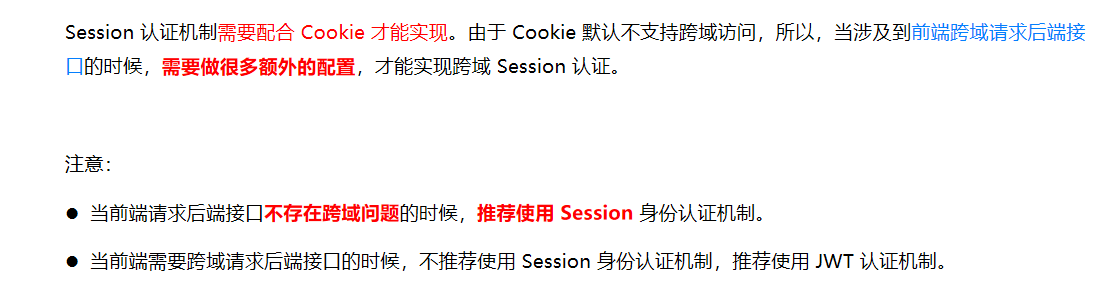 Session 认证机制需要配合 Cookie 才能实现。由于 Cookie 默认不支持跨域访问，所以，当涉及到前端跨域请求后端接
口的时候，需要做很多额外的配置，才能实现跨域 Session 认证。
注意：
● 当前端请求后端接口不存在跨域问题的时候，推荐使用 Session 身份认证机制。
● 当前端需要跨域请求后端接口的时候，不推荐使用 Session 身份认证机制，推荐使用 JWT 认证机制。